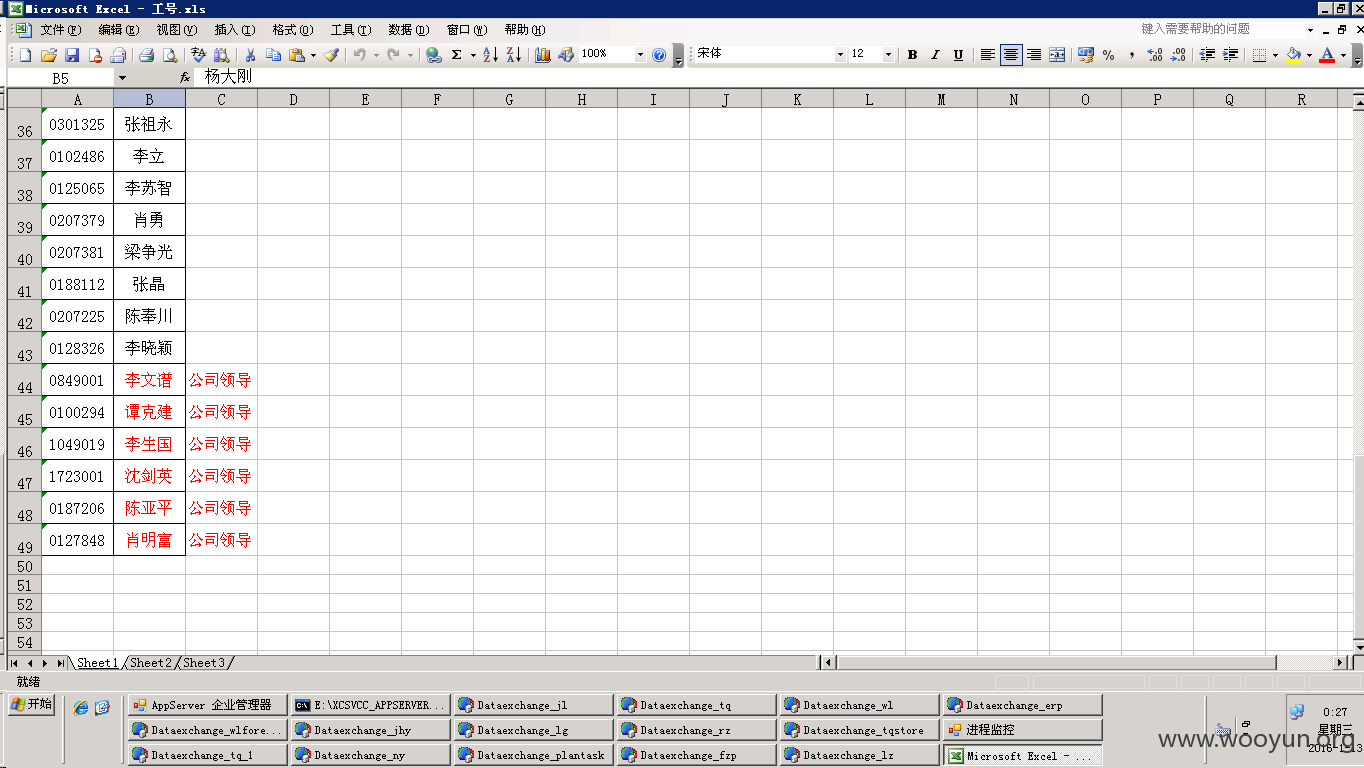 Microsoft Excel - 工号.xls
文件(F) 编辑(E) 视图(V) 插入(I) 格式(O) 工具(T) 数据(D) 窗口(W) 帮助(H) 键入需要帮助的问题
100% 宋体 12 B I U
B5 fx 杨大刚
A B C D E F G H I J K L M N O P Q R
36 0301325 张祖永
37 0102486 李立
38 0125065 李苏智
39 0207379 肖勇
40 0207381 梁争光
41 0188112 张晶
42 0207225 陈奉川
43 0128326 李晓颖
44 0849001 李文谱 公司领导
45 0100294 谭克建 公司领导
46 1049019 李生国 公司领导
47 1723001 沈剑英 公司领导
48 0187206 陈亚平 公司领导
49 0127848 肖明富 公司领导
50
51
52
53
54
Sheet1 Sheet2 Sheet3
就绪
开始 AppServer 企业管理器 E:\XCSVCC_APPSERVER... Dataexchange_jl Dataexchange_tq Dataexchange_wl Dataexchange_erp 0:27
Dataexchange_wlfore... Dataexchange_jhy Dataexchange_lg Dataexchange_rz Dataexchange_tqstore 进程监控 星期三
Dataexchange_tq_1 Dataexchange_ny Dataexchange_plantask Dataexchange_fzp Dataexchange_lz Microsoft Excel - ... 2016-1-13
www.wooyun.org